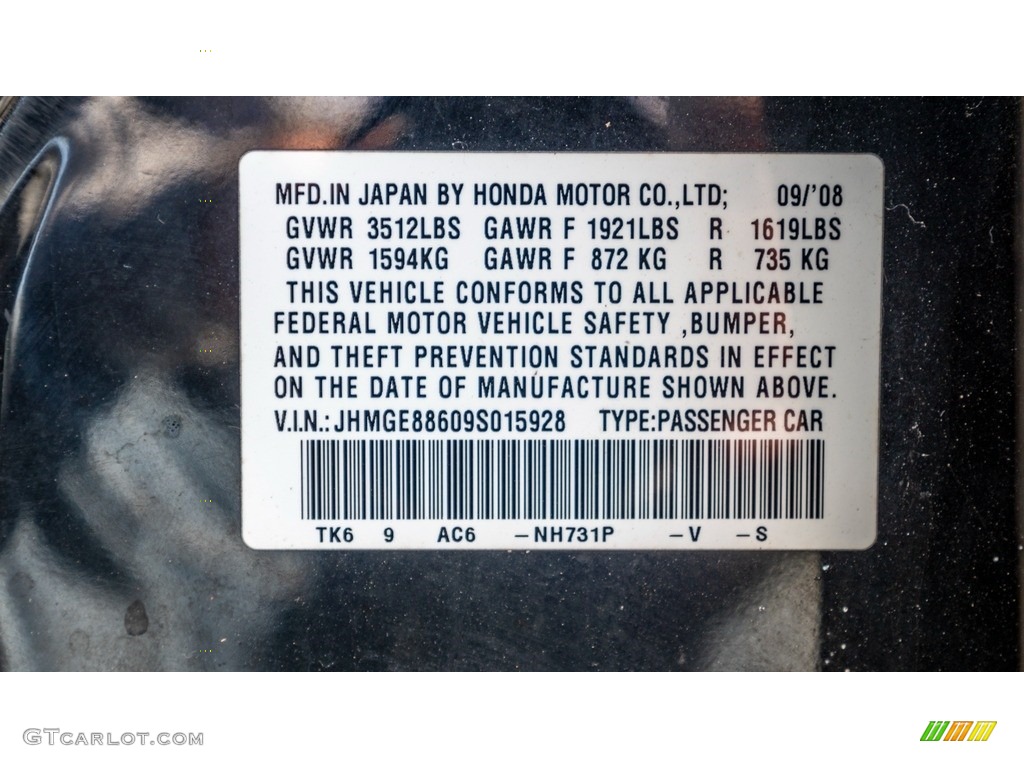 MFD.IN JAPAN BY HONDA MOTOR CO.,LTD; 09/'08
GVWR 3512LBS GAWR F 1921LBS R 1619LBS
GVWR 1594KG GAWR F 872 KG R 735 KG
THIS VEHICLE CONFORMS TO ALL APPLICABLE
FEDERAL MOTOR VEHICLE SAFETY ,BUMPER,
AND THEFT PREVENTION STANDARDS IN EFFECT
ON THE DATE OF MANUFACTURE SHOWN ABOVE.
V.I.N.:JHMGE88609S015928 TYPE:PASSENGER CAR
TK6 9 AC6 –NH731P –V –S
GTCARLOT.COM